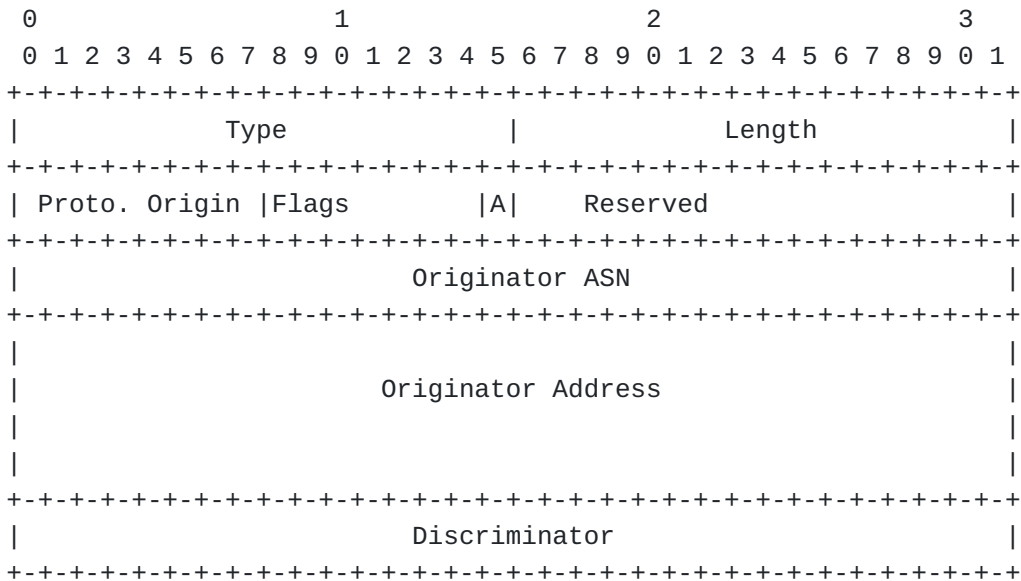 0                   1                   2                   3
 0 1 2 3 4 5 6 7 8 9 0 1 2 3 4 5 6 7 8 9 0 1 2 3 4 5 6 7 8 9 0 1
+-+-+-+-+-+-+-+-+-+-+-+-+-+-+-+-+-+-+-+-+-+-+-+-+-+-+-+-+-+-+-+-+
|             Type              |             Length            |
+-+-+-+-+-+-+-+-+-+-+-+-+-+-+-+-+-+-+-+-+-+-+-+-+-+-+-+-+-+-+-+-+
| Proto. Origin |Flags        |A|    Reserved                   |
+-+-+-+-+-+-+-+-+-+-+-+-+-+-+-+-+-+-+-+-+-+-+-+-+-+-+-+-+-+-+-+-+
|                         Originator ASN                        |
+-+-+-+-+-+-+-+-+-+-+-+-+-+-+-+-+-+-+-+-+-+-+-+-+-+-+-+-+-+-+-+-+
|                                                               |
|                       Originator Address                      |
|                                                               |
|                                                               |
+-+-+-+-+-+-+-+-+-+-+-+-+-+-+-+-+-+-+-+-+-+-+-+-+-+-+-+-+-+-+-+-+
|                         Discriminator                         |
+-+-+-+-+-+-+-+-+-+-+-+-+-+-+-+-+-+-+-+-+-+-+-+-+-+-+-+-+-+-+-+-+